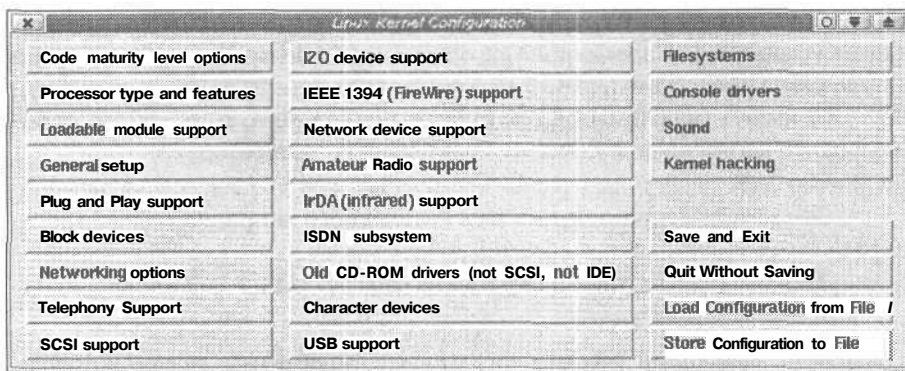 Linux Kernel Configuration
Code maturity level options
Processor type and features
Loadable module support
General setup
Plug and Play support
Block devices
Networking options
Telephony Support
SCSI support
I2O device support
IEEE 1394 (FireWire) support
Network device support
Amateur Radio support
IrDA (infrared) support
ISDN subsystem
Old CD-ROM drivers (not SCSI, not IDE)
Character devices
USB support
Filesystems
Console drivers
Sound
Kernel hacking
Save and Exit
Quit Without Saving
Load Configuration from File
Store Configuration to File